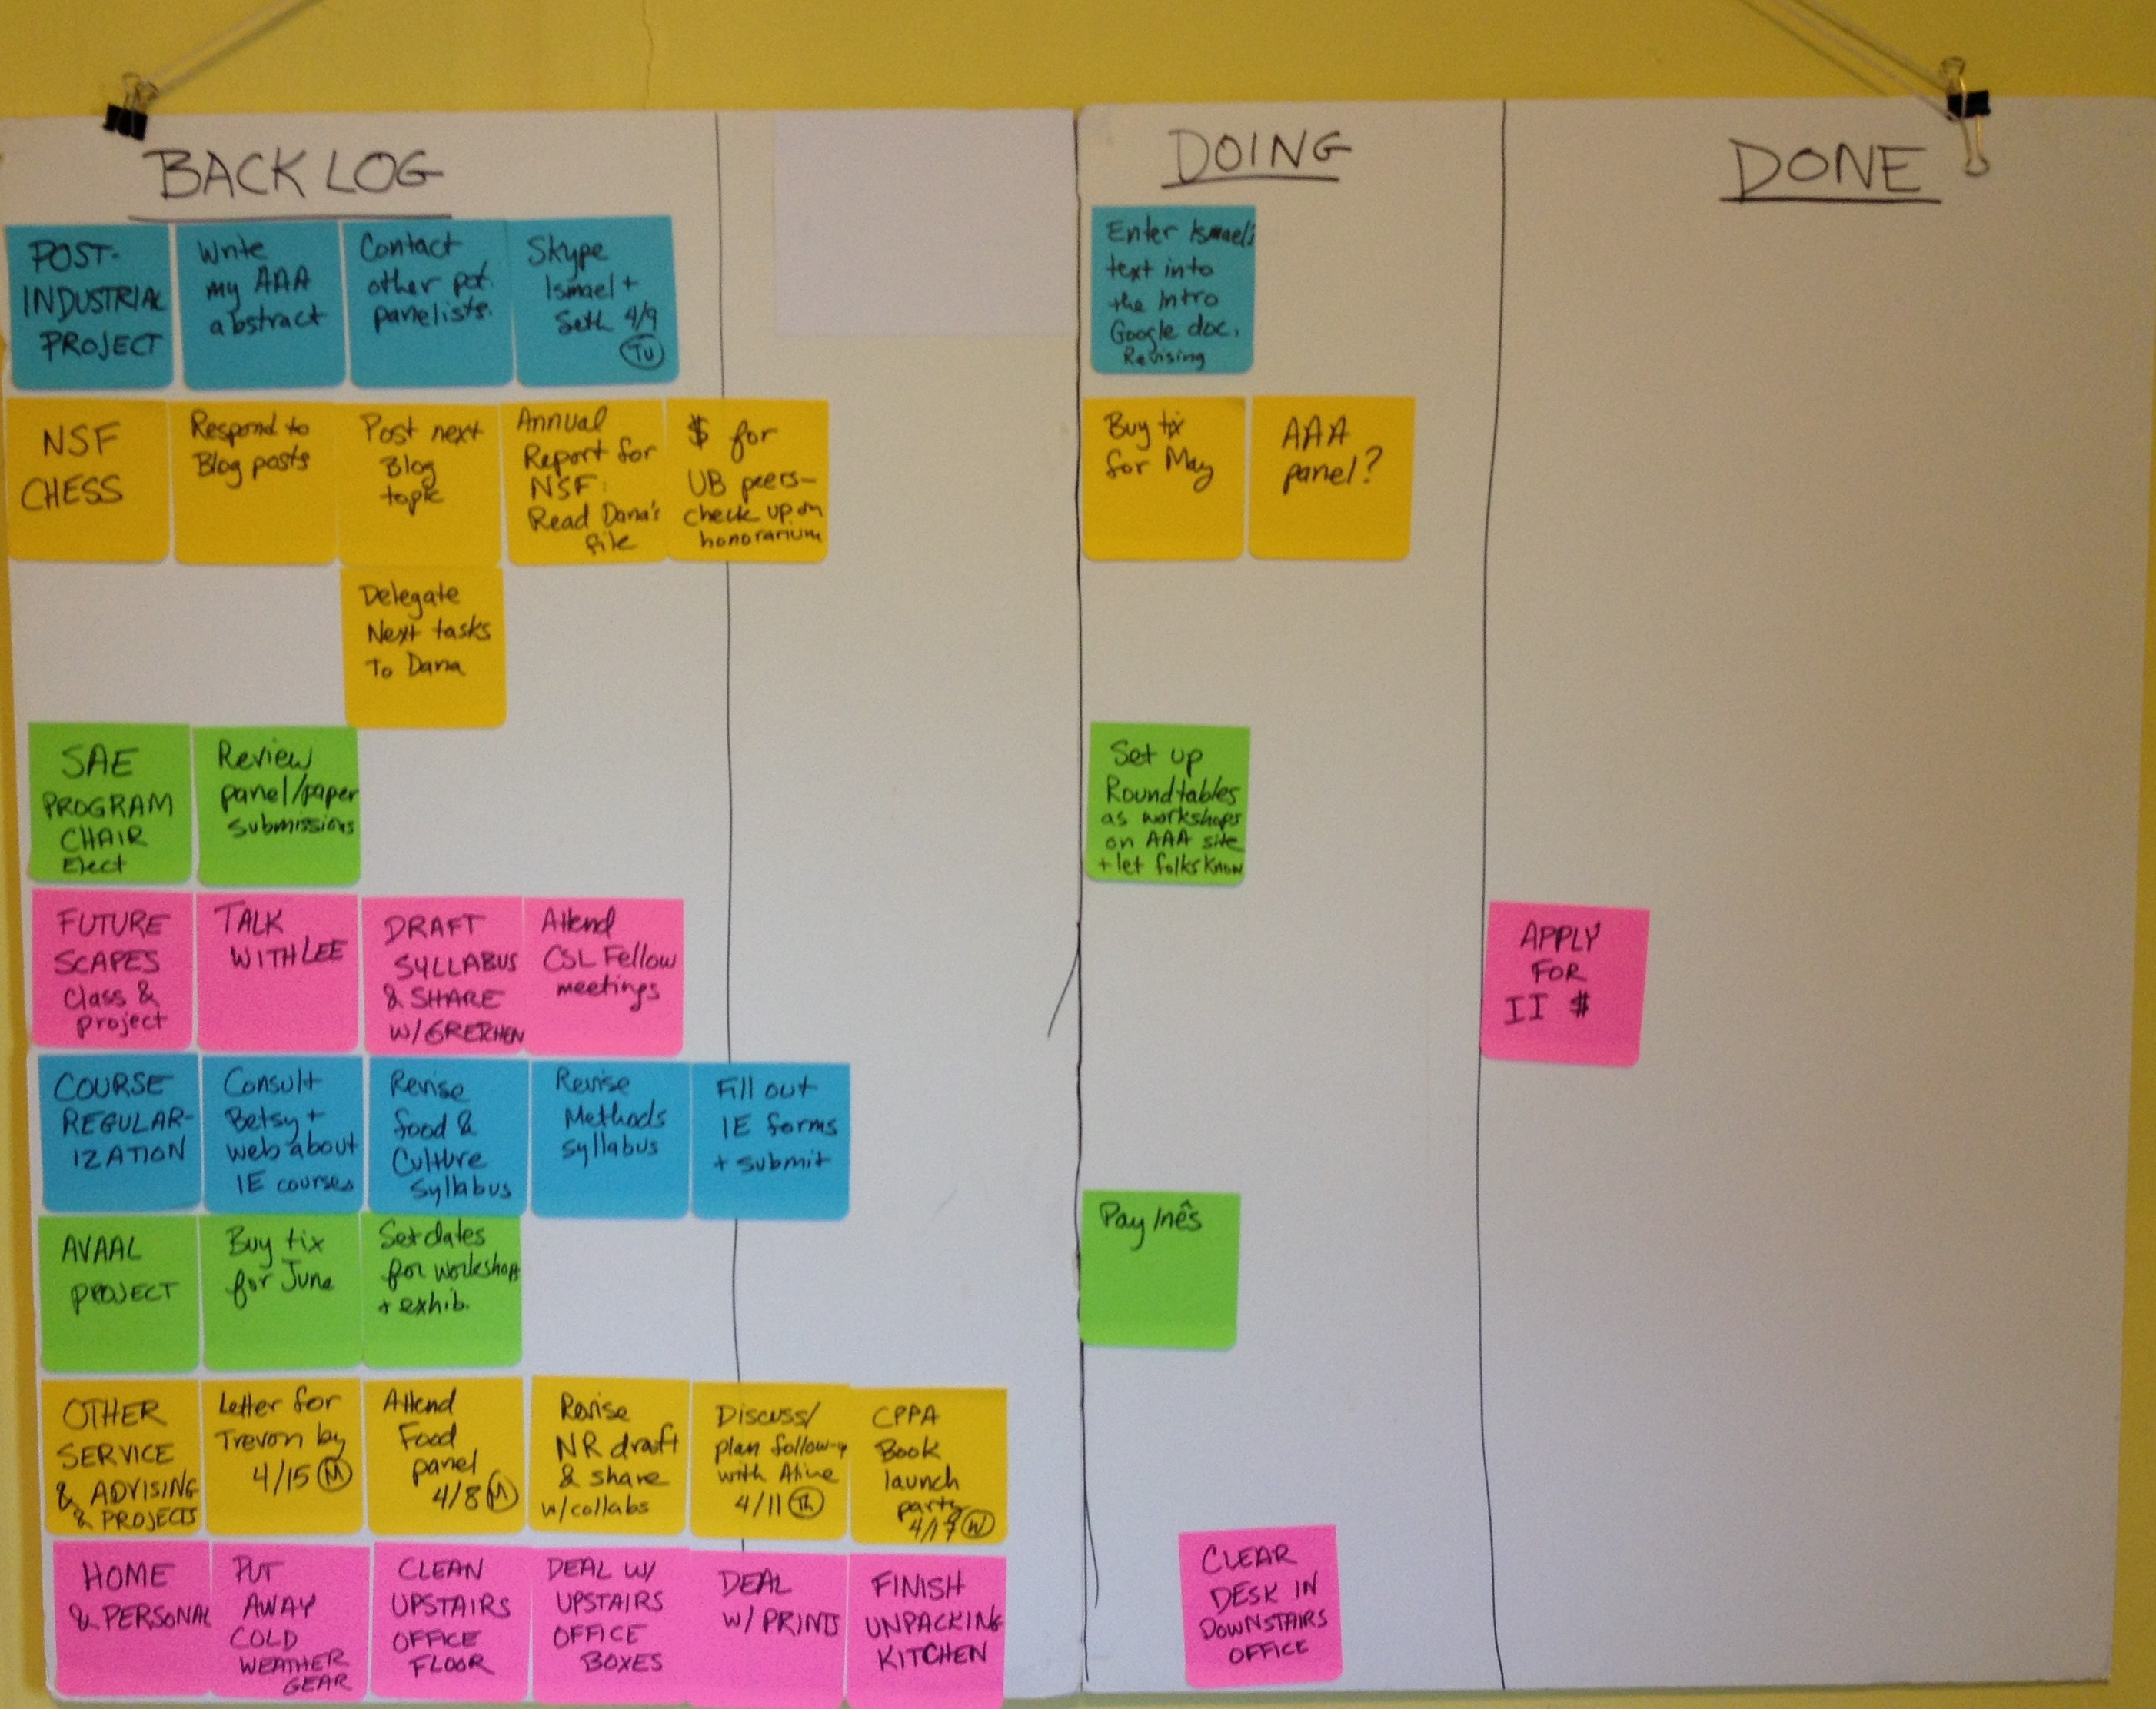 BACKLOG
DOING
DONE
POST-
INDUSTRIAL
PROJECT
Write
my AAA
abstract
Contact
other pot.
panelists.
Skype
Ismael +
Seth 4/9
Tu
Enter Ismael's
text into
the Intro
Google doc.
Revising
NSF
CHESS
Respond to
Blog posts
Post next
Blog
topic
Annual
Report for
NSF:
Read Dana's
file
$ for
UB peers-
check up on
honorarium
Buy tix
for May
AAA
panel?
Delegate
Next tasks
To Dana
SAE
PROGRAM
CHAIR
Elect
Review
panel/paper
submissions
Set up
Roundtables
as workshops
on AAA site
+ let folks know
FUTURE
SCAPES
Class &
project
TALK
WITH LEE
DRAFT
SYLLABUS
& SHARE
W/GRETCHEN
Attend
CSL Fellow
meetings
APPLY
FOR
II $
COURSE
REGULAR-
IZATION
Consult
Betsy +
web about
IE courses
Revise
food &
Culture
Syllabus
Revise
Methods
syllabus
Fill out
IE forms
+ submit
AVAAL
PROJECT
Buy tix
for June
Set dates
for workshop
+ exhib.
Pay Inês
OTHER
SERVICE
& ADVISING
& PROJECTS
Letter for
Trevon by
4/15 M
Attend
Food
panel
4/8 M
Revise
NR draft
& share
w/collabs
Discuss/
plan follow-up
with Aline
4/11 Th
CPPA
Book
launch
party
4/17 W
HOME
& PERSONAL
PUT
AWAY
COLD
WEATHER
GEAR
CLEAN
UPSTAIRS
OFFICE
FLOOR
DEAL W/
UPSTAIRS
OFFICE
BOXES
DEAL
W/ PRINTS
FINISH
UNPACKING
KITCHEN
CLEAR
DESK IN
DOWNSTAIRS
OFFICE